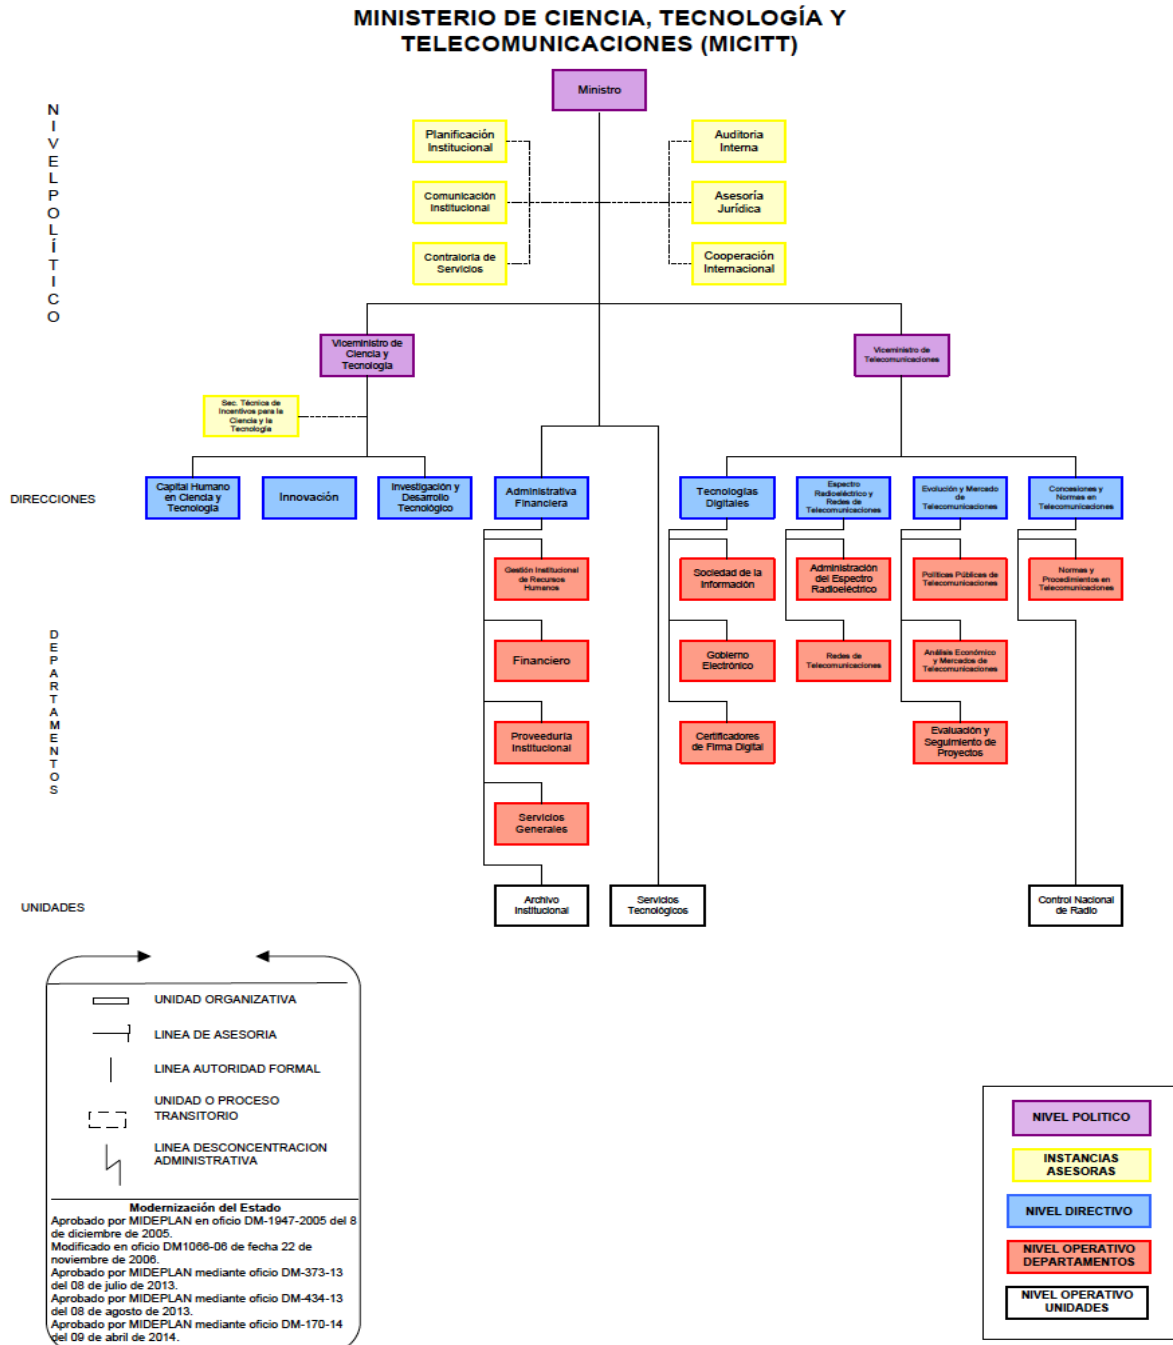 MINISTERIO DE CIENCIA, TECNOLOGÍA Y
TELECOMUNICACIONES (MICITT)
NIVEL POLÍTICO
Ministro
Planificación
Institucional
Auditoria
Interna
Comunicación
Institucional
Asesoría
Jurídica
Contraloria de
Servicios
Cooperación
Internacional
Viceministro de
Ciencia y
Tecnología
Viceministro de
Telecomunicaciones
Sec. Técnica de
Incentivos para la
Ciencia y la
Tecnología
DIRECCIONES
Capital Humano
en Ciencia y
Tecnología
Innovación
Investigación y
Desarrollo
Tecnológico
Administrativa
Financiera
Tecnologías
Digitales
Espectro
Radioeléctrico y
Redes de
Telecomunicaciones
Evolución y Mercado
de
Telecomunicaciones
Concesiones y
Normas en
Telecomunicaciones
DEPARTAMENTOS
Gestión Institucional
de Recursos
Humanos
Sociedad de la
Información
Administración
del Espectro
Radioeléctrico
Políticas Públicas de
Telecomunicaciones
Normas y
Procedimientos en
Telecomunicaciones
Financiero
Gobierno
Electrónico
Redes de
Telecomunicaciones
Análisis Económico
y Mercados de
Telecomunicaciones
Proveeduría
Institucional
Certificadores
de Firma Digital
Evaluación y
Seguimiento de
Proyectos
Servicios
Generales
UNIDADES
Archivo
Institucional
Servicios
Tecnológicos
Control Nacional
de Radio
UNIDAD ORGANIZATIVA
LINEA DE ASESORIA
LINEA AUTORIDAD FORMAL
UNIDAD O PROCESO
TRANSITORIO
LINEA DESCONCENTRACION
ADMINISTRATIVA
Modernización del Estado
Aprobado por MIDEPLAN en oficio DM-1947-2005 del 8
de diciembre de 2005.
Modificado en oficio DM1066-06 de fecha 22 de
noviembre de 2006.
Aprobado por MIDEPLAN mediante oficio DM-373-13
del 08 de julio de 2013.
Aprobado por MIDEPLAN mediante oficio DM-434-13
del 08 de agosto de 2013.
Aprobado por MIDEPLAN mediante oficio DM-170-14
del 09 de abril de 2014.
NIVEL POLITICO
INSTANCIAS
ASESORAS
NIVEL DIRECTIVO
NIVEL OPERATIVO
DEPARTAMENTOS
NIVEL OPERATIVO
UNIDADES